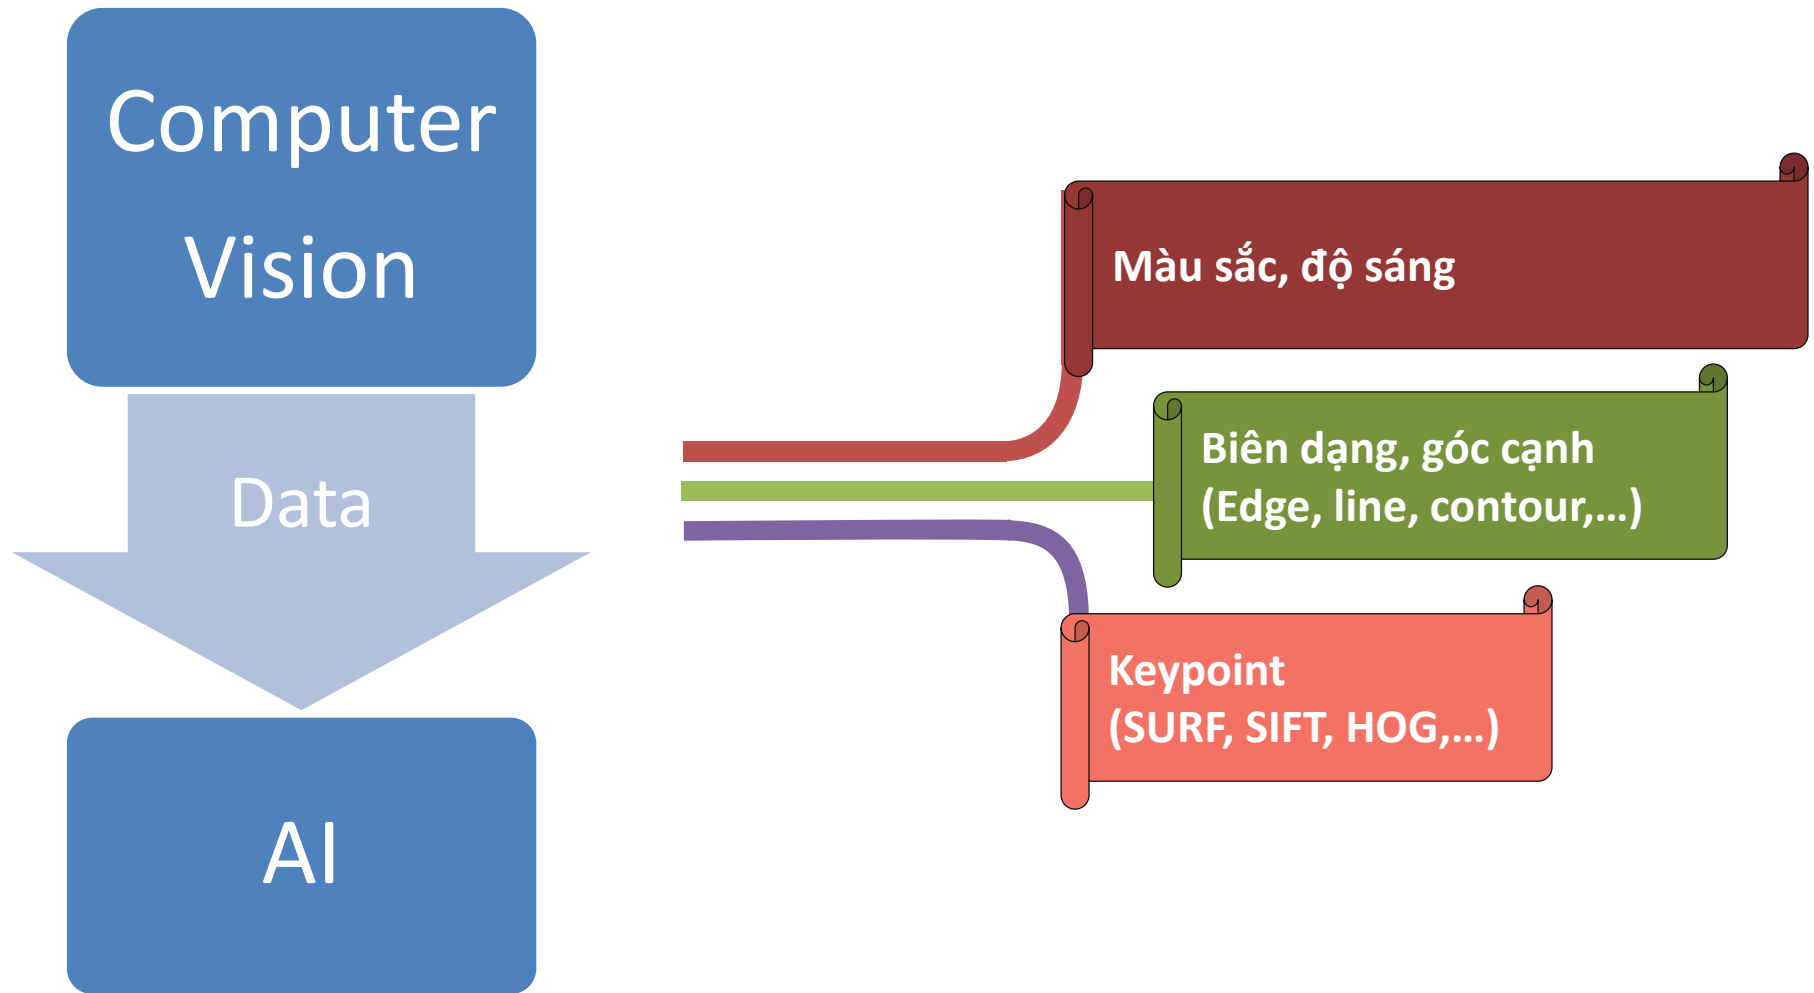 Computer
Vision
Data
AI
Màu sắc, độ sáng
Biên dạng, góc cạnh
(Edge, line, contour,...)
Keypoint
(SURF, SIFT, HOG,...)